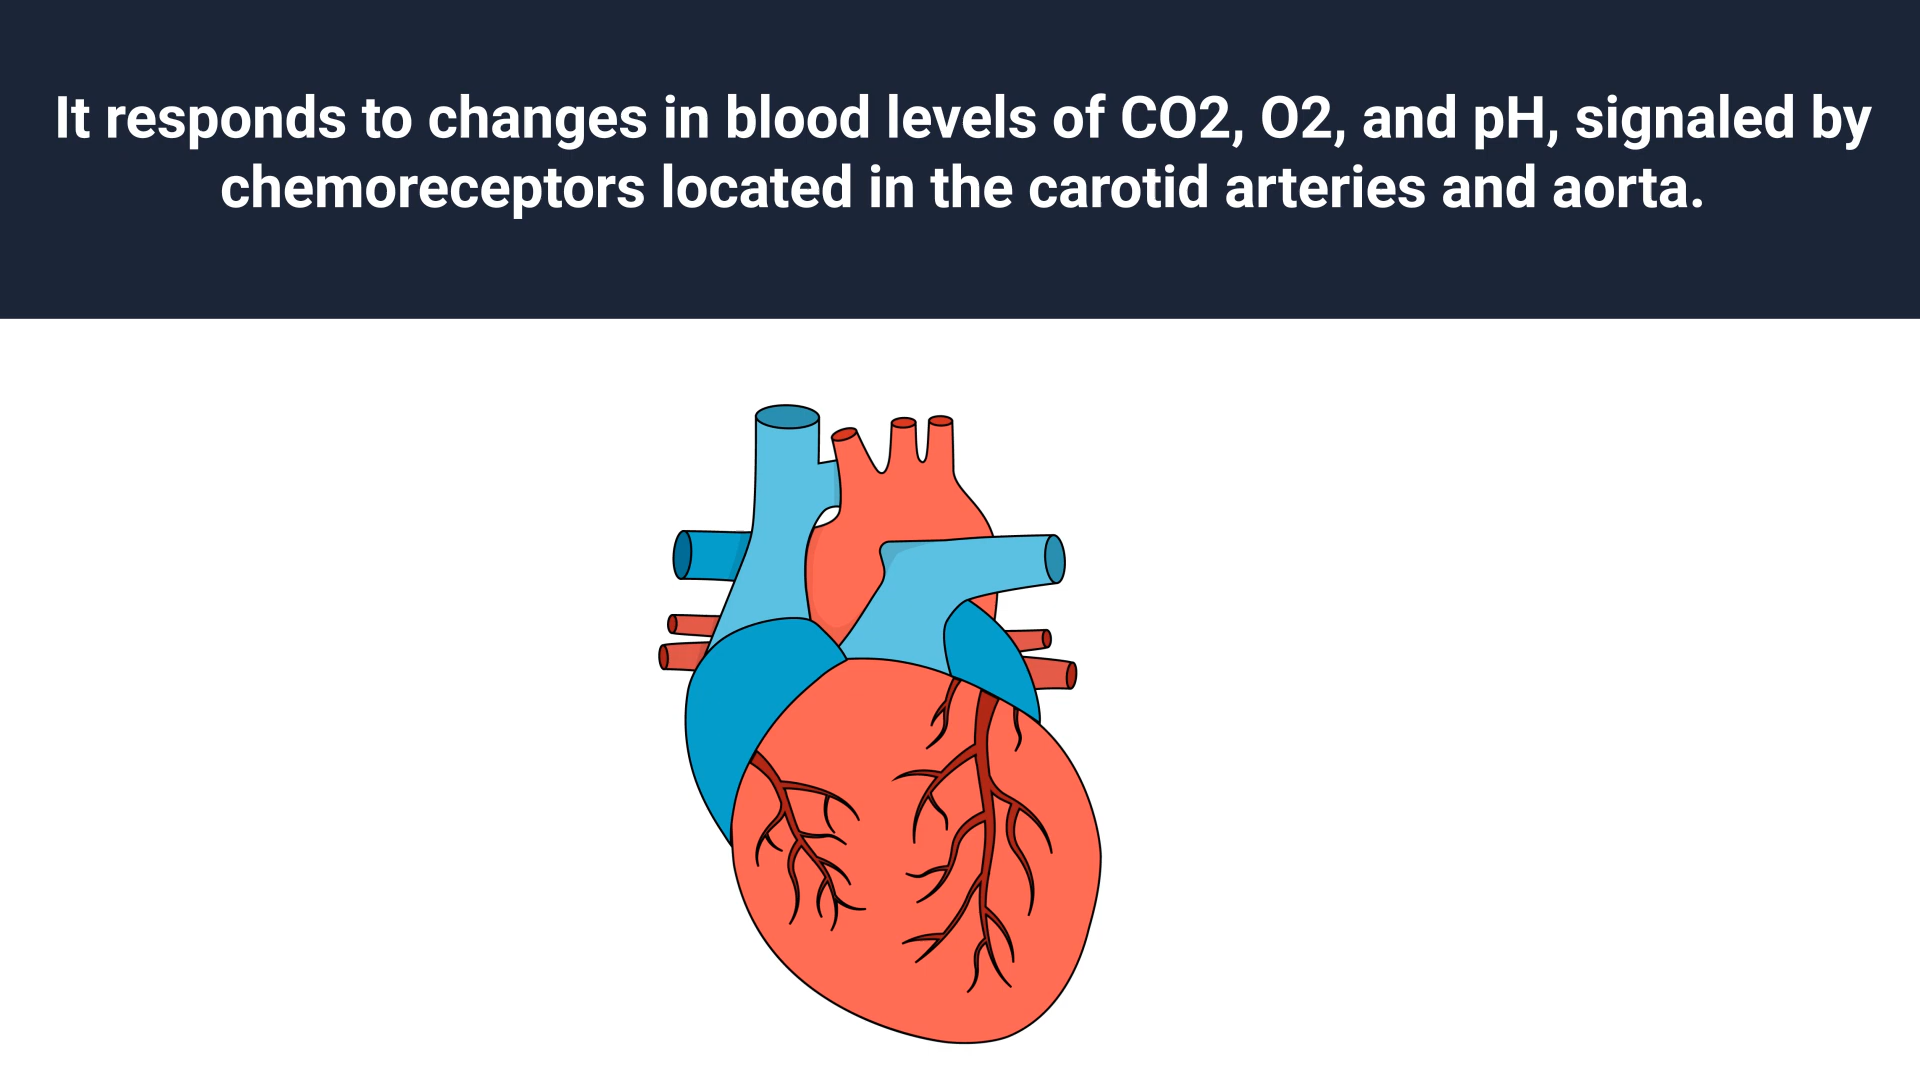 It responds to changes in blood levels of CO2, O2, and pH, signaled by
chemoreceptors located in the carotid arteries and aorta.